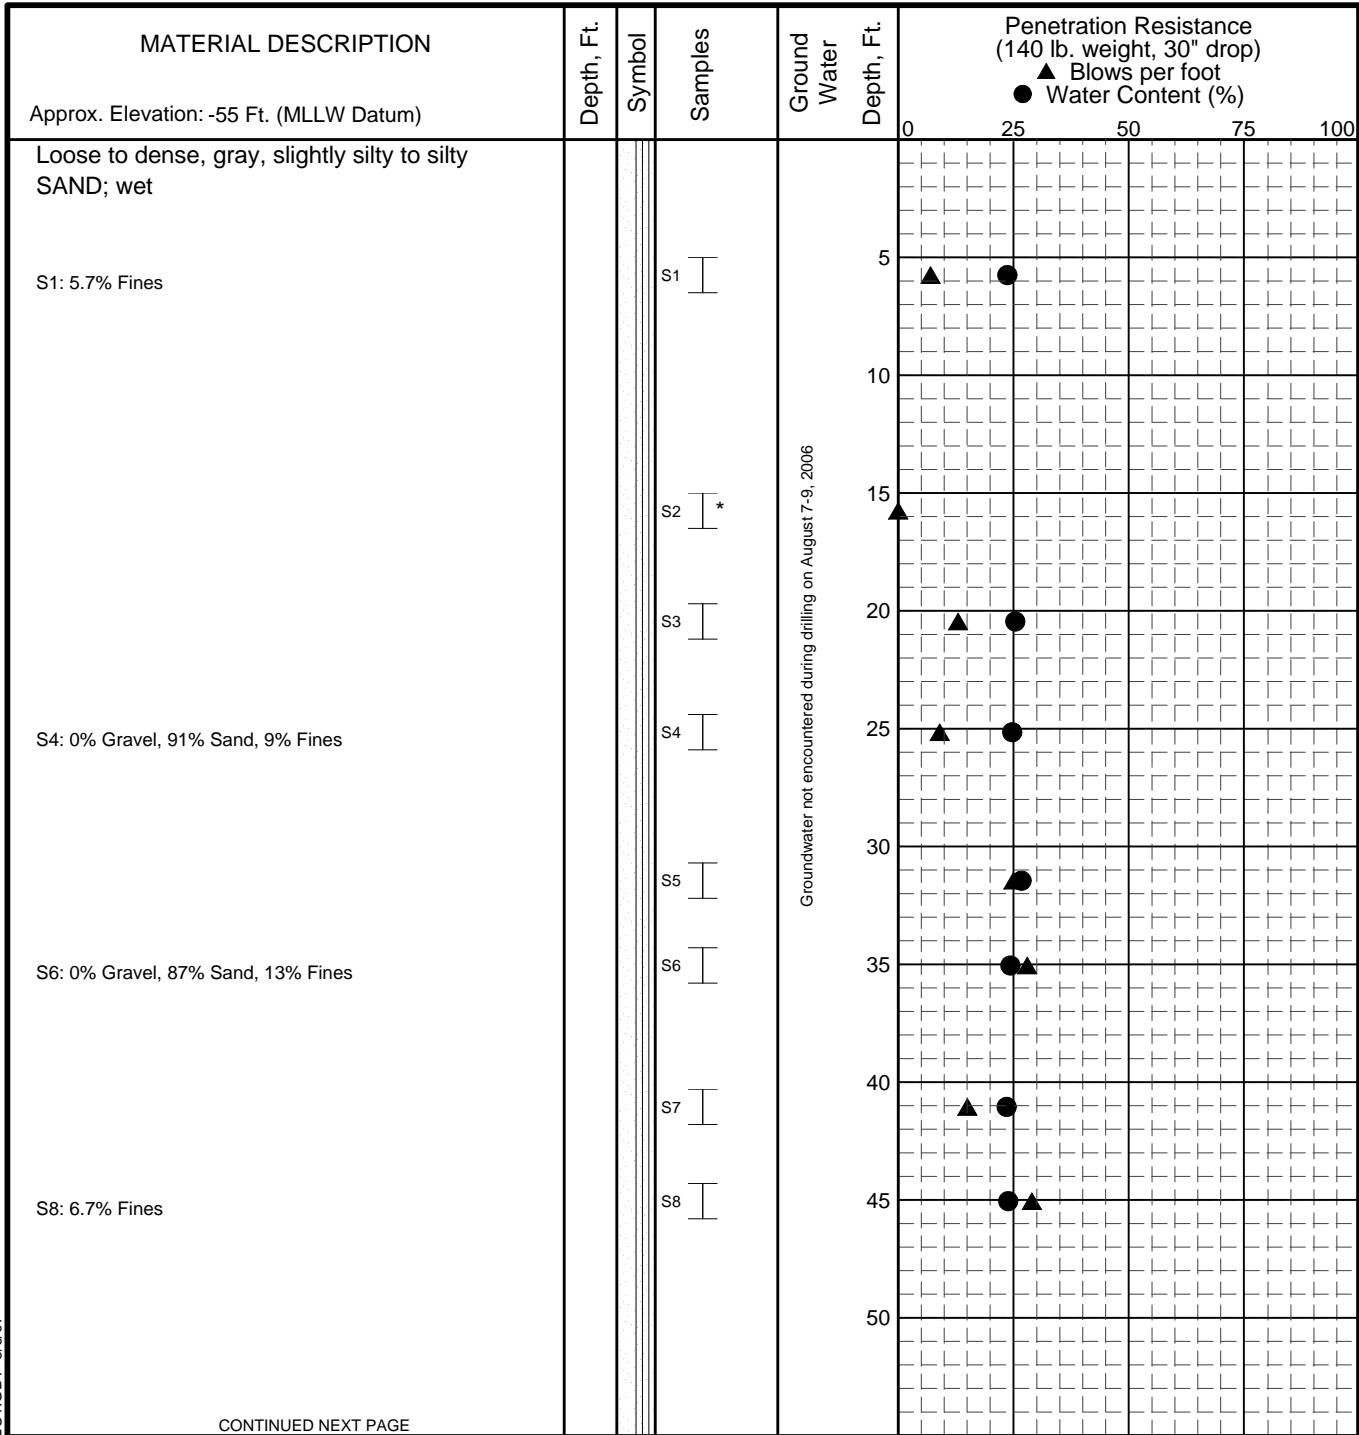 MATERIAL DESCRIPTION
Approx. Elevation: -55 Ft. (MLLW Datum)
Depth, Ft.
Symbol
Samples
Ground
Water
Depth, Ft.
Penetration Resistance
(140 lb. weight, 30" drop)
▲ Blows per foot
● Water Content (%)
0 25 50 75 100
Loose to dense, gray, slightly silty to silty
SAND; wet
S1: 5.7% Fines
S4: 0% Gravel, 91% Sand, 9% Fines
S6: 0% Gravel, 87% Sand, 13% Fines
S8: 6.7% Fines
CONTINUED NEXT PAGE
S1
S2 *
S3
S4
S5
S6
S7
S8
Groundwater not encountered during drilling on August 7-9, 2006
5
10
15
20
25
30
35
40
45
50